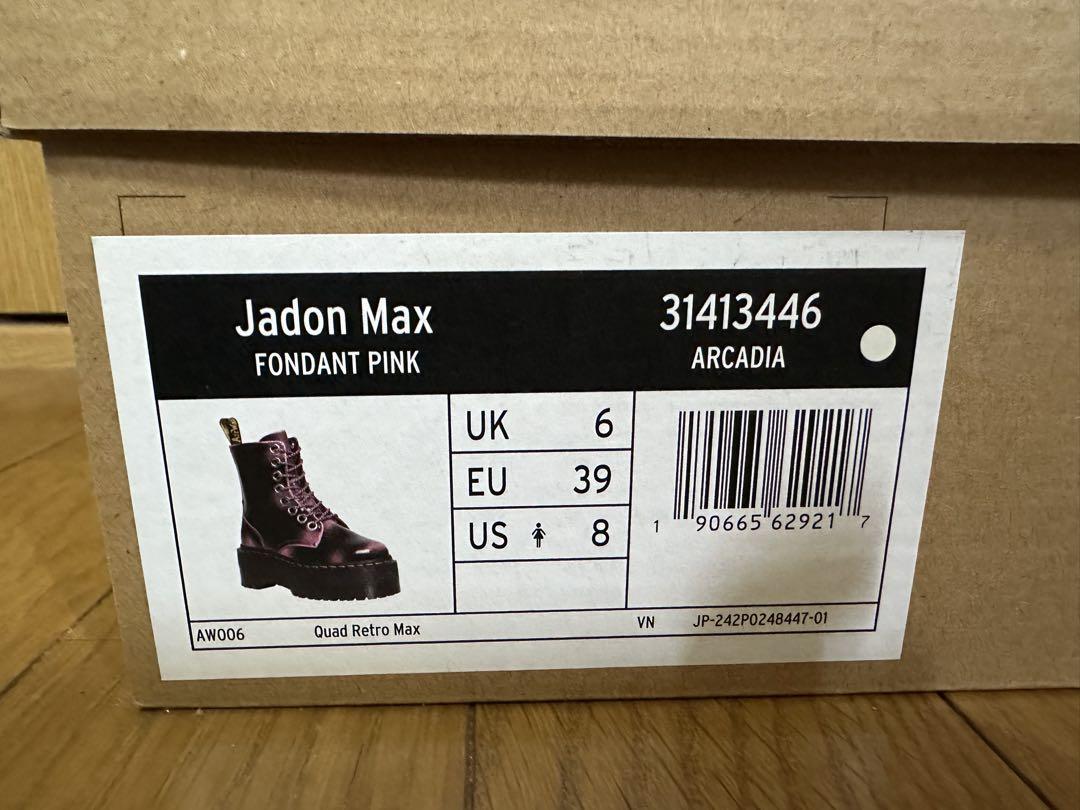 Jadon Max
FONDANT PINK
31413446
ARCADIA
UK 6
EU 39
US 8
1 90665 62921 7
AW006 Quad Retro Max VN JP-242P0248447-01